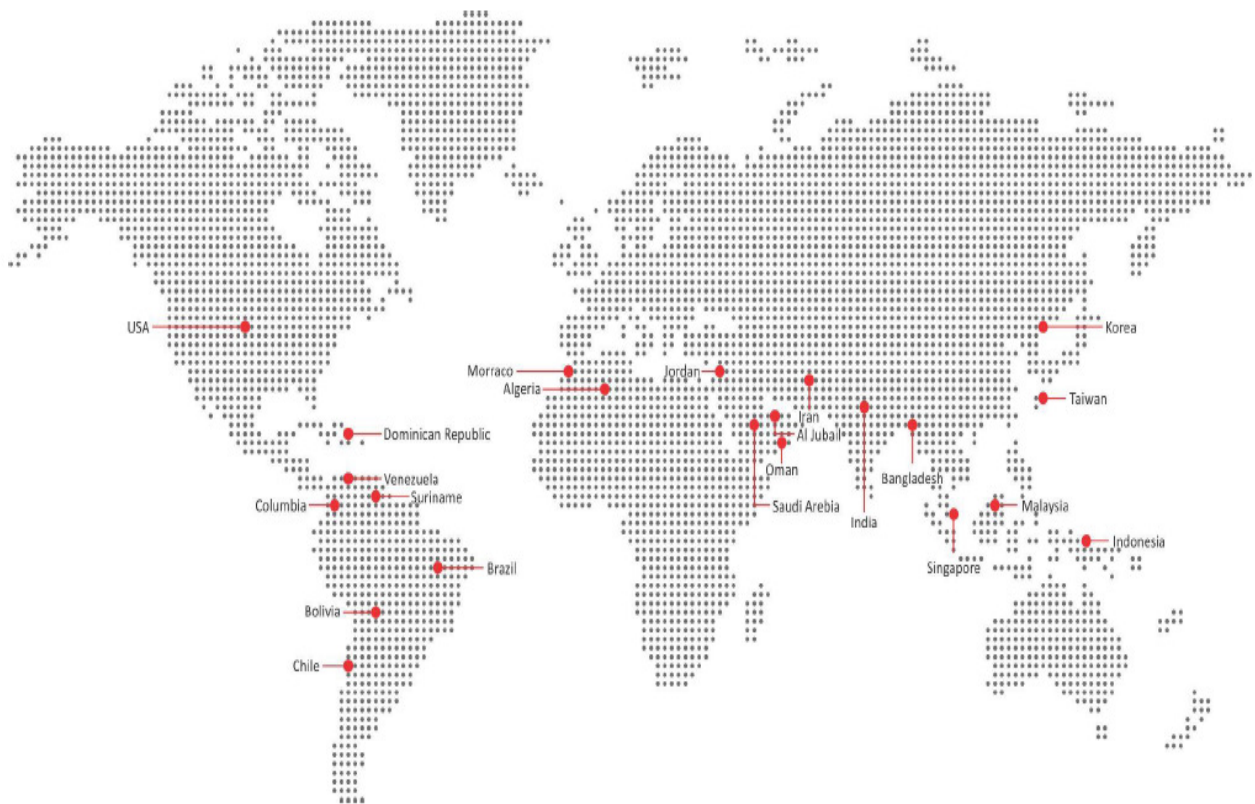 USA
Korea
Morraco
Jordan
Algeria
Taiwan
Iran
Dominican Republic
Al Jubail
Oman
Venezuela
Bangladesh
Suriname
Columbia
Saudi Arebia
Malaysia
India
Indonesia
Singapore
Brazil
Bolivia
Chile